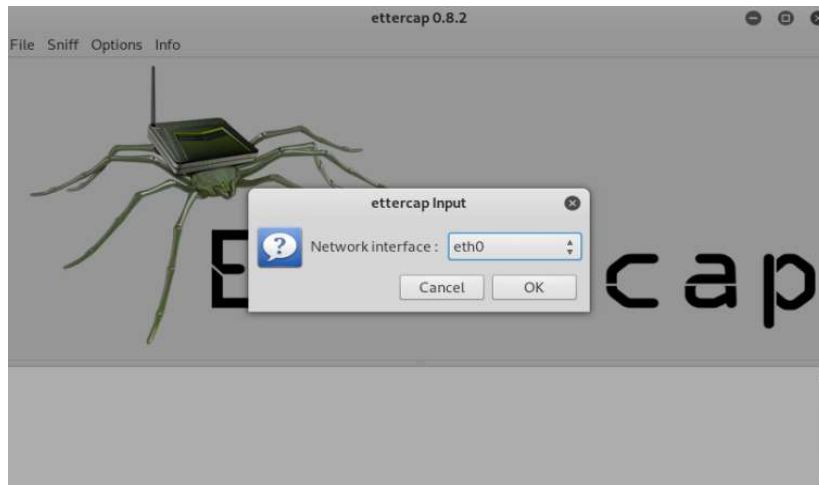 ettercap 0.8.2
File Sniff Options Info
ettercap Input
Network interface : eth0
Cancel OK
E cap